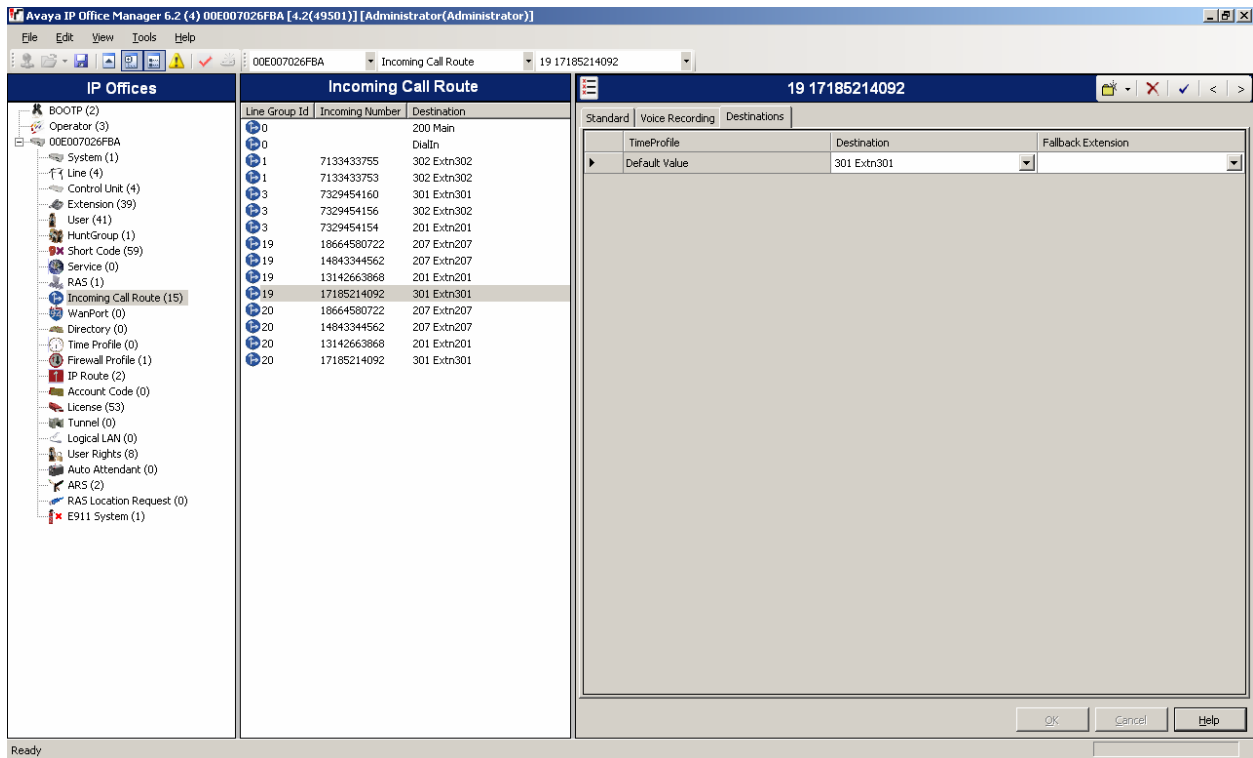 Avaya IP Office Manager 6.2 (4) 00E007026FBA [4.2(49501)] [Administrator(Administrator)]
File Edit View Tools Help
00E007026FBA Incoming Call Route 19 17185214092
IP Offices
BOOTP (2)
Operator (3)
00E007026FBA
System (1)
Line (4)
Control Unit (4)
Extension (39)
User (41)
HuntGroup (1)
Short Code (59)
Service (0)
RAS (1)
Incoming Call Route (15)
WanPort (0)
Directory (0)
Time Profile (0)
Firewall Profile (1)
IP Route (2)
Account Code (0)
License (53)
Tunnel (0)
Logical LAN (0)
User Rights (8)
Auto Attendant (0)
ARS (2)
RAS Location Request (0)
E911 System (1)
Incoming Call Route
Line Group Id Incoming Number Destination
0 200 Main
0 DialIn
1 7133433755 302 Extn302
1 7133433753 302 Extn302
3 7329454160 301 Extn301
3 7329454156 302 Extn302
3 7329454154 201 Extn201
19 18664580722 207 Extn207
19 14843344562 207 Extn207
19 13142663868 201 Extn201
19 17185214092 301 Extn301
20 18664580722 207 Extn207
20 14843344562 207 Extn207
20 13142663868 201 Extn201
20 17185214092 301 Extn301
19 17185214092
Standard Voice Recording Destinations
TimeProfile Destination Fallback Extension
Default Value 301 Extn301
OK Cancel Help
Ready